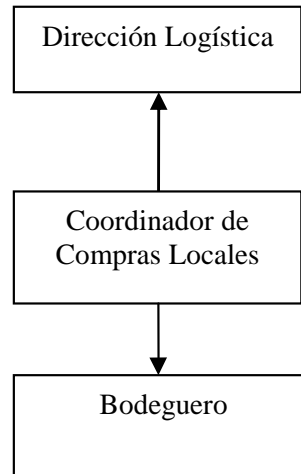 Dirección Logística
Coordinador de
Compras Locales
Bodeguero